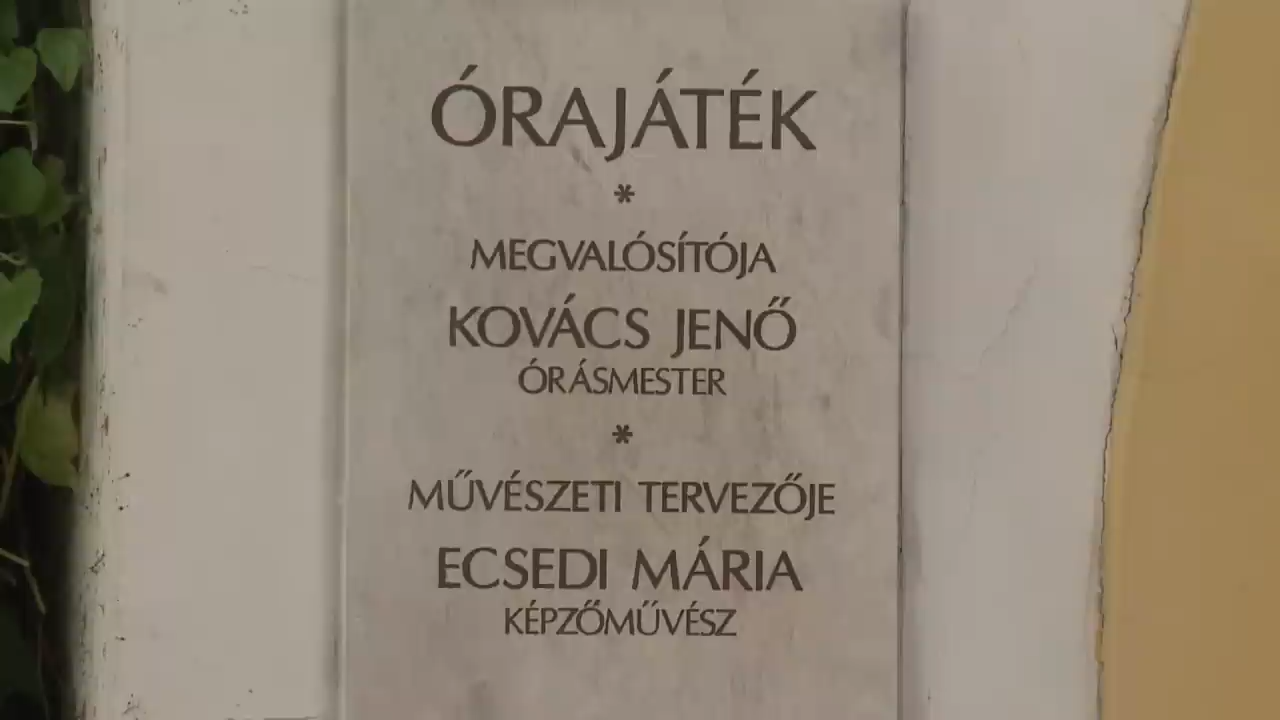 ÓRAJÁTÉK
*
MEGVALÓSÍTÓJA
KOVÁCS JENŐ
ÓRÁSMESTER
*
MŰVÉSZETI TERVEZŐJE
ECSEDI MÁRIA
KÉPZŐMŰVÉSZ